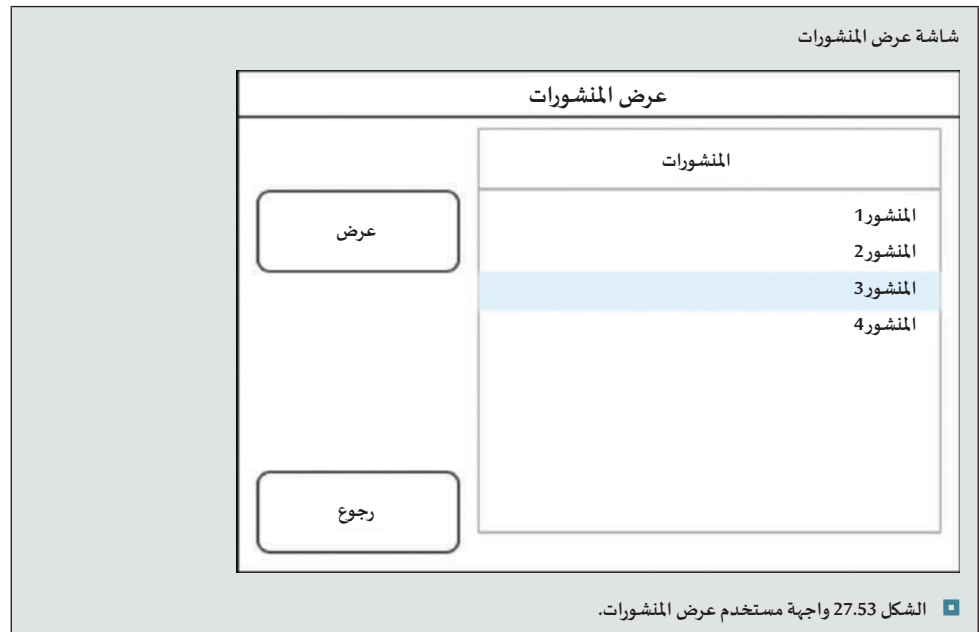 شاشة عرض المنشورات
عرض المنشورات
المنشورات
المنشور1
المنشور2
المنشور3
المنشور4
عرض
رجوع
الشكل 27.53 واجهة مستخدم عرض المنشورات.